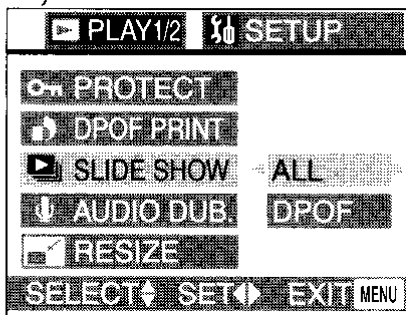 PLAY1/2 SETUP
PROTECT
DPOF PRINT
SLIDE SHOW ALL
AUDIO DUB. DPOF
RESIZE
SELECT SET EXIT MENU